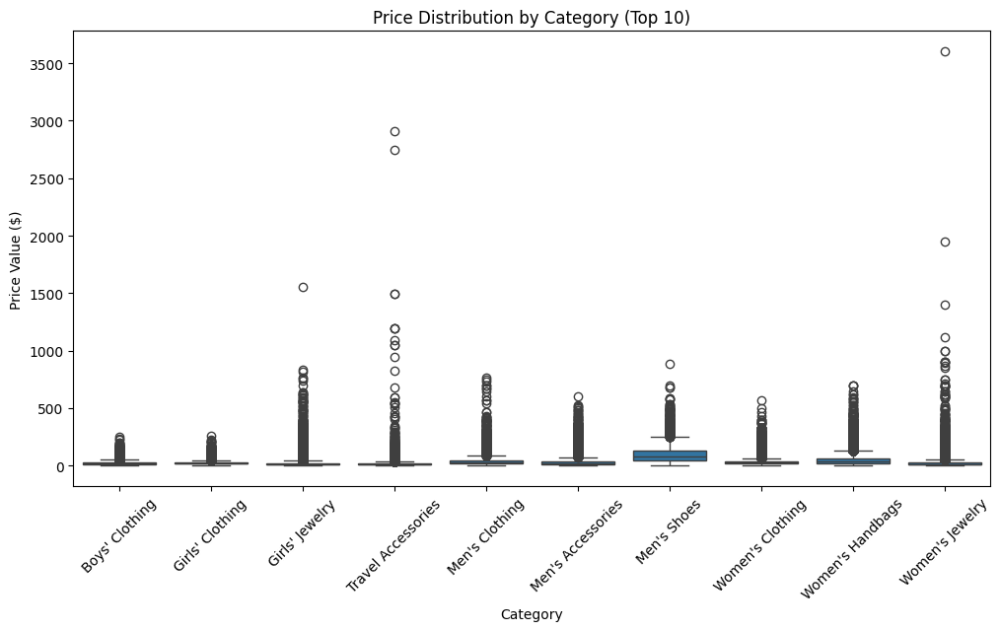 Price Distribution by Category (Top 10)
3500
3000
2500
2000
1500
1000
500
0
Price Value ($)
Boys' Clothing
Girls' Clothing
Girls' Jewelry
Travel Accessories
Men's Clothing
Men's Accessories
Men's Shoes
Women's Clothing
Women's Handbags
Women's Jewelry
Category